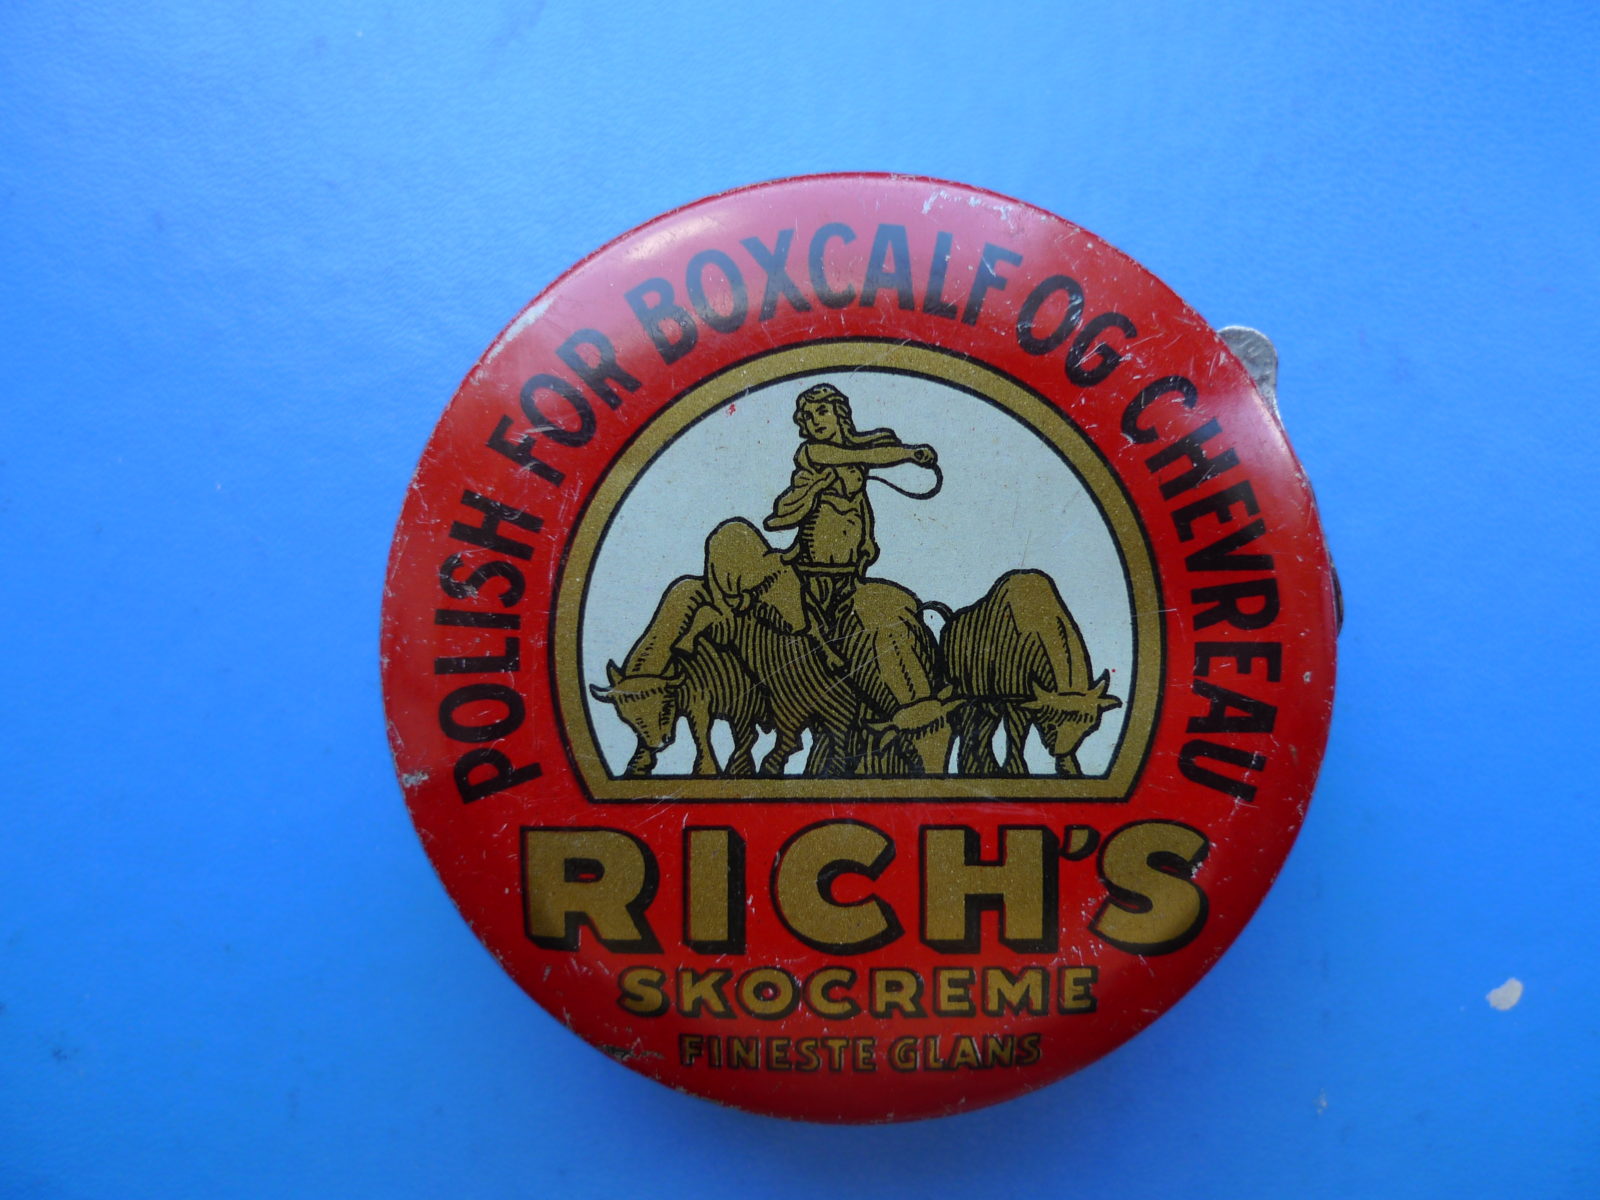 POLISH FOR BOXCALF OG CHEVREAU
RICH'S
SKOCREME
FINESTE GLANS